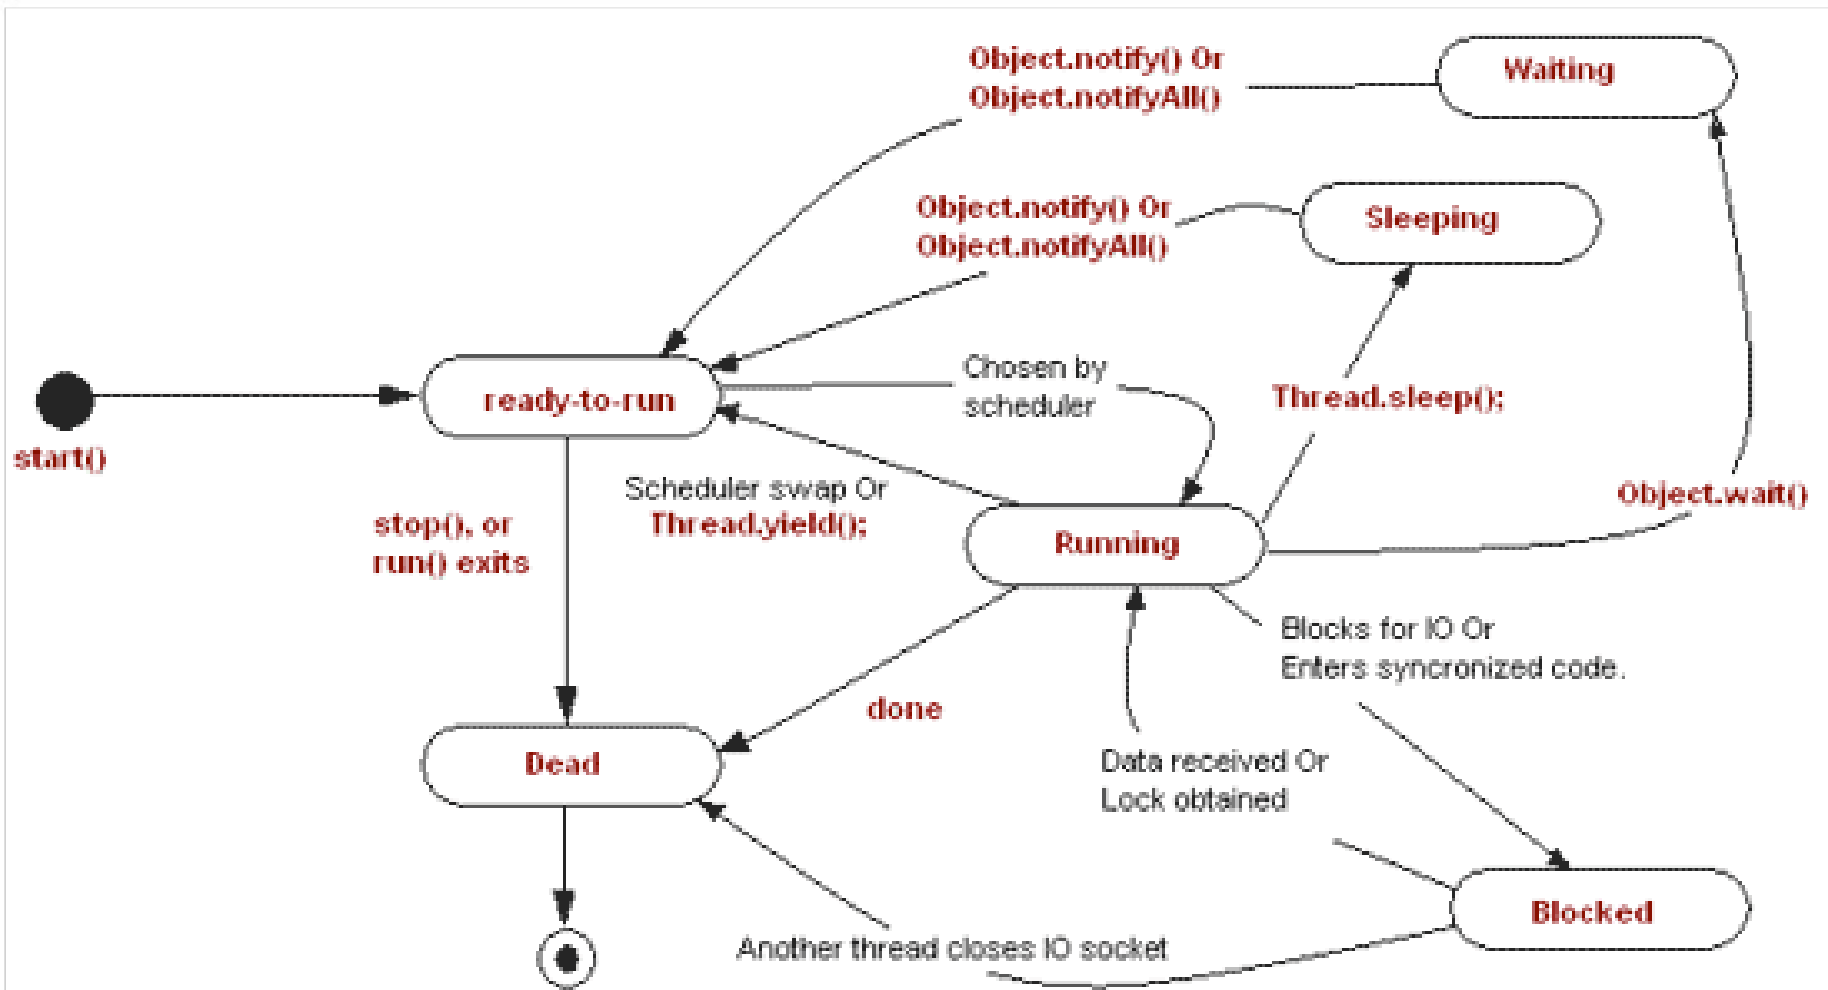 Object.notify() Or
Object.notifyAll()
Waiting
Object.notify() Or
Object.notifyAll()
Sleeping
Chosen by
scheduler
ready-to-run
Thread.sleep();
start()
Scheduler swap Or
Thread.yield();
Object.wait()
stop(), or
run() exits
Running
Blocks for IO Or
Enters syncronized code.
done
Dead
Data received Or
Lock obtained
Blocked
Another thread closes IO socket